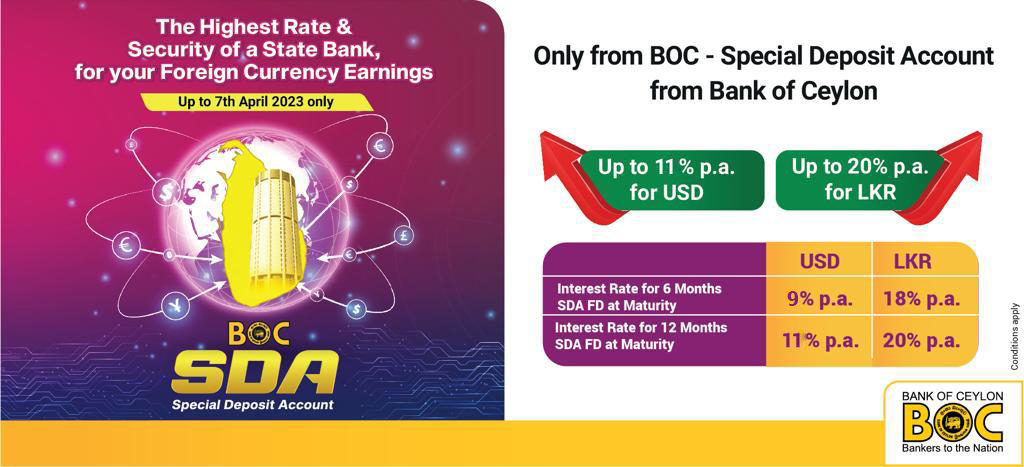 The Highest Rate &
Security of a State Bank,
for your Foreign Currency Earnings
Up to 7th April 2023 only
BOC
SDA
Special Deposit Account
Only from BOC - Special Deposit Account
from Bank of Ceylon
Up to 11% p.a.
for USD
Up to 20% p.a.
for LKR
USD LKR
Interest Rate for 6 Months
SDA FD at Maturity
9% p.a. 18% p.a.
Interest Rate for 12 Months
SDA FD at Maturity
11% p.a. 20% p.a.
Conditions apply
BANK OF CEYLON
BOC
Bankers to the Nation